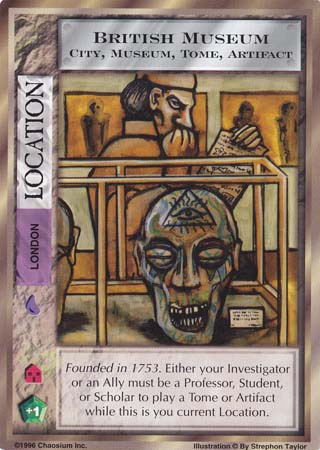 British Museum
City, Museum, Tome, Artifact
LOCATION
LONDON
Founded in 1753. Either your Investigator
or an Ally must be a Professor, Student,
or Scholar to play a Tome or Artifact
while this is you current Location.
+1
©1996 Chaosium Inc.
Illustration © By Strephon Taylor